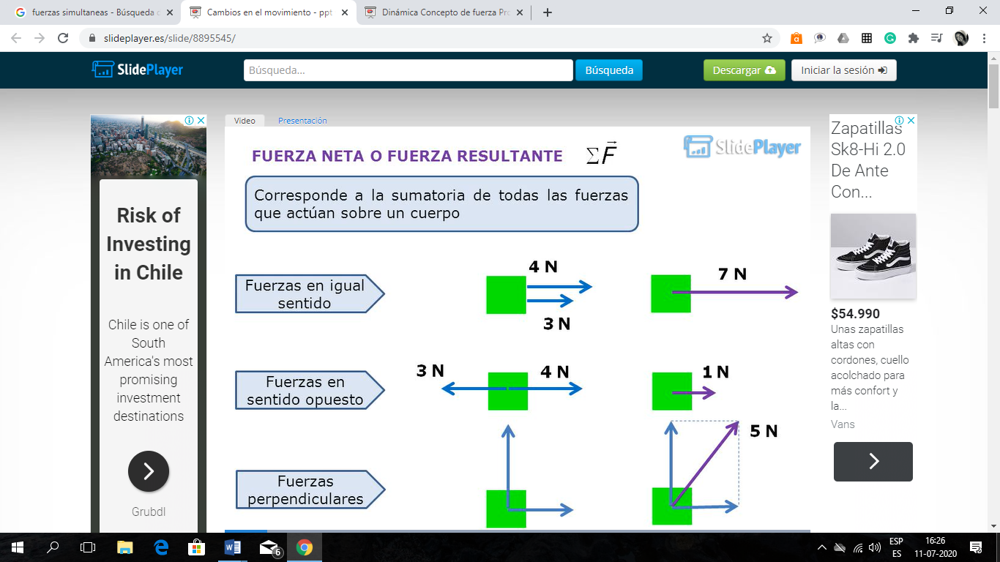 fuerzas simultaneas - Búsqueda
Cambios en el movimiento - ppt
Dinámica Concepto de fuerza Pro
slideplayer.es/slide/8895545/
SlidePlayer
Búsqueda...
Búsqueda
Descargar
Iniciar la sesión
Video
Presentación
FUERZA NETA O FUERZA RESULTANTE ∑F⃗
SlidePlayer
Corresponde a la sumatoria de todas las fuerzas
que actúan sobre un cuerpo
Fuerzas en igual
sentido
4 N
3 N
7 N
Fuerzas en
sentido opuesto
3 N
4 N
1 N
Fuerzas
perpendiculares
5 N
Risk of
Investing
in Chile
Chile is one of
South
America's most
promising
investment
destinations
Grubdl
Zapatillas
Sk8-Hi 2.0
De Ante
Con...
$54.990
Unas zapatillas
altas con
cordones, cuello
acolchado para
más confort y
la...
Vans
6
ESP
ES
16:26
11-07-2020